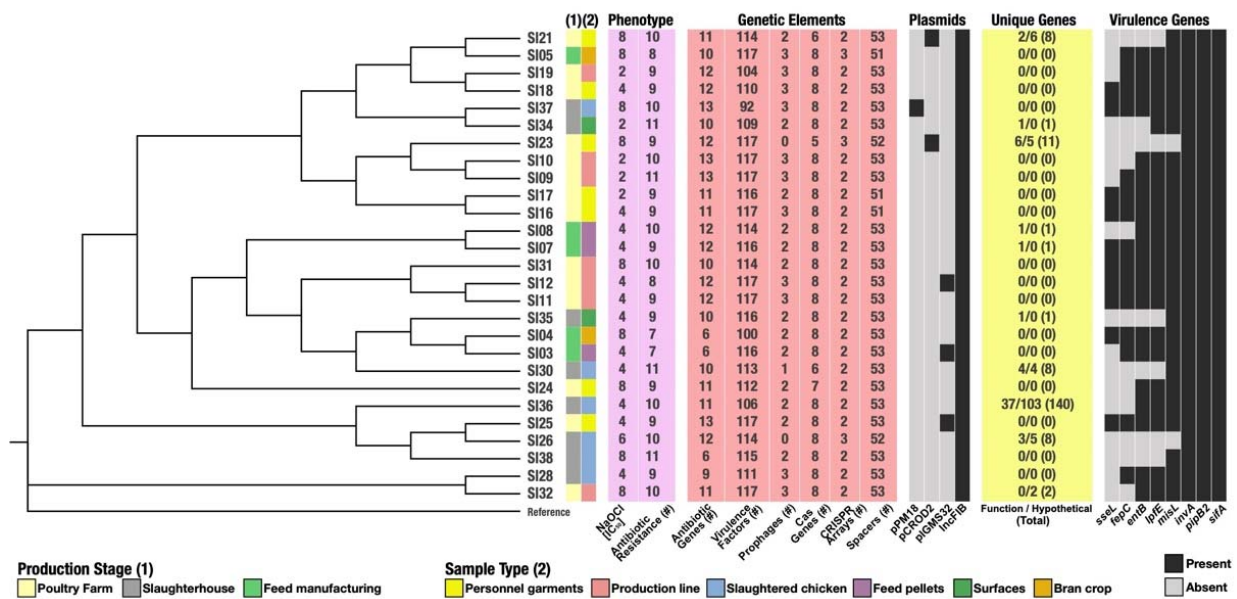 (1) (2) Phenotype Genetic Elements Plasmids Unique Genes Virulence Genes
SI21 8 10 11 114 2 6 2 53 2/6 (8)
SI05 8 8 10 117 3 8 3 51 0/0 (0)
SI19 2 9 12 104 3 8 2 53 0/0 (0)
SI18 4 9 12 110 3 8 2 53 0/0 (0)
SI37 8 10 13 92 3 8 2 53 0/0 (0)
SI34 2 11 10 109 2 8 2 53 1/0 (1)
SI23 8 9 12 117 0 5 3 52 6/5 (11)
SI10 2 10 13 117 3 8 2 53 0/0 (0)
SI09 2 11 13 117 3 8 2 53 0/0 (0)
SI17 2 9 11 116 2 8 2 51 0/0 (0)
SI16 4 9 11 117 3 8 2 51 0/0 (0)
SI08 4 10 12 114 2 8 2 53 1/0 (1)
SI07 4 9 12 116 2 8 2 53 1/0 (1)
SI31 8 10 10 114 2 8 2 53 0/0 (0)
SI12 4 8 12 117 3 8 2 53 0/0 (0)
SI11 4 9 12 117 3 8 2 53 0/0 (0)
SI35 4 9 10 116 2 8 2 53 1/0 (1)
SI04 8 7 6 100 2 8 2 53 0/0 (0)
SI03 4 7 6 116 2 8 2 53 0/0 (0)
SI30 4 11 10 113 1 6 2 53 4/4 (8)
SI24 8 9 11 112 2 7 2 53 0/0 (0)
SI36 4 10 11 106 2 8 2 53 37/103 (140)
SI25 4 9 13 117 2 8 2 53 0/0 (0)
SI26 6 10 12 114 0 8 3 52 3/5 (8)
SI38 8 11 6 115 2 8 2 53 0/0 (0)
SI28 4 9 9 111 3 8 2 53 0/0 (0)
SI32 8 10 11 117 3 8 2 53 0/2 (2)
Reference
NaOCl
Antibiotic
Resistance (#)
Antibiotic
Genes (#)
Virulence
Factors (#)
Prophages (#)
Cas
Genes (#)
CRISPR
Arrays (#)
Spacers (#)
pPM18
pCROD2
pIGMS32
IncFIB
Function / Hypothetical
(Total)
sseL
fepC
entB
lpfE
misL
invA
pipB2
sifA
Production Stage (1)
Poultry Farm Slaughterhouse Feed manufacturing
Sample Type (2)
Personnel garments Production line Slaughtered chicken Feed pellets Surfaces Bran crop
Present
Absent